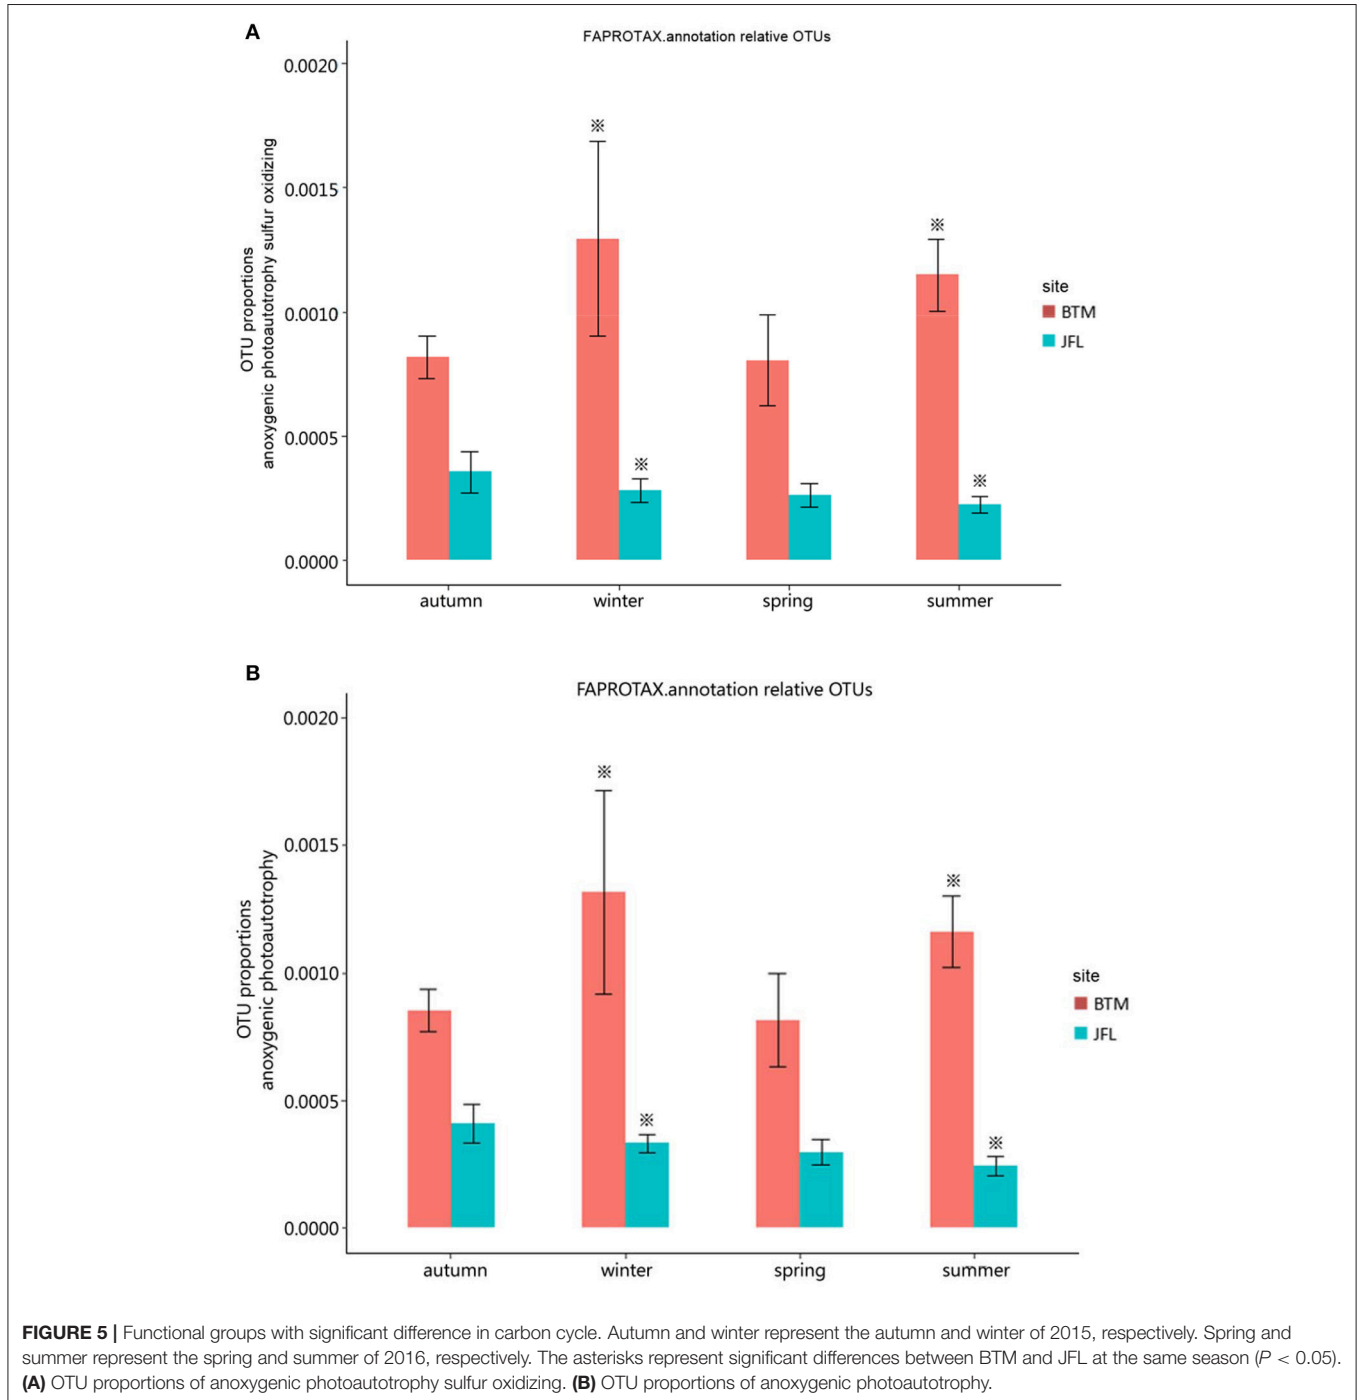 A
FAPROTAX.annotation relative OTUs
OTU proportions
anoxygenic photoautotrophy sulfur oxidizing
0.0020
0.0015
0.0010
0.0005
0.0000
※
※
※
※
autumn
winter
spring
summer
site
BTM
JFL
B
FAPROTAX.annotation relative OTUs
OTU proportions
anoxygenic photoautotrophy
0.0020
0.0015
0.0010
0.0005
0.0000
※
※
※
※
autumn
winter
spring
summer
site
BTM
JFL
FIGURE 5 | Functional groups with significant difference in carbon cycle. Autumn and winter represent the autumn and winter of 2015, respectively. Spring and
summer represent the spring and summer of 2016, respectively. The asterisks represent significant differences between BTM and JFL at the same season (P < 0.05).
(A) OTU proportions of anoxygenic photoautotrophy sulfur oxidizing. (B) OTU proportions of anoxygenic photoautotrophy.